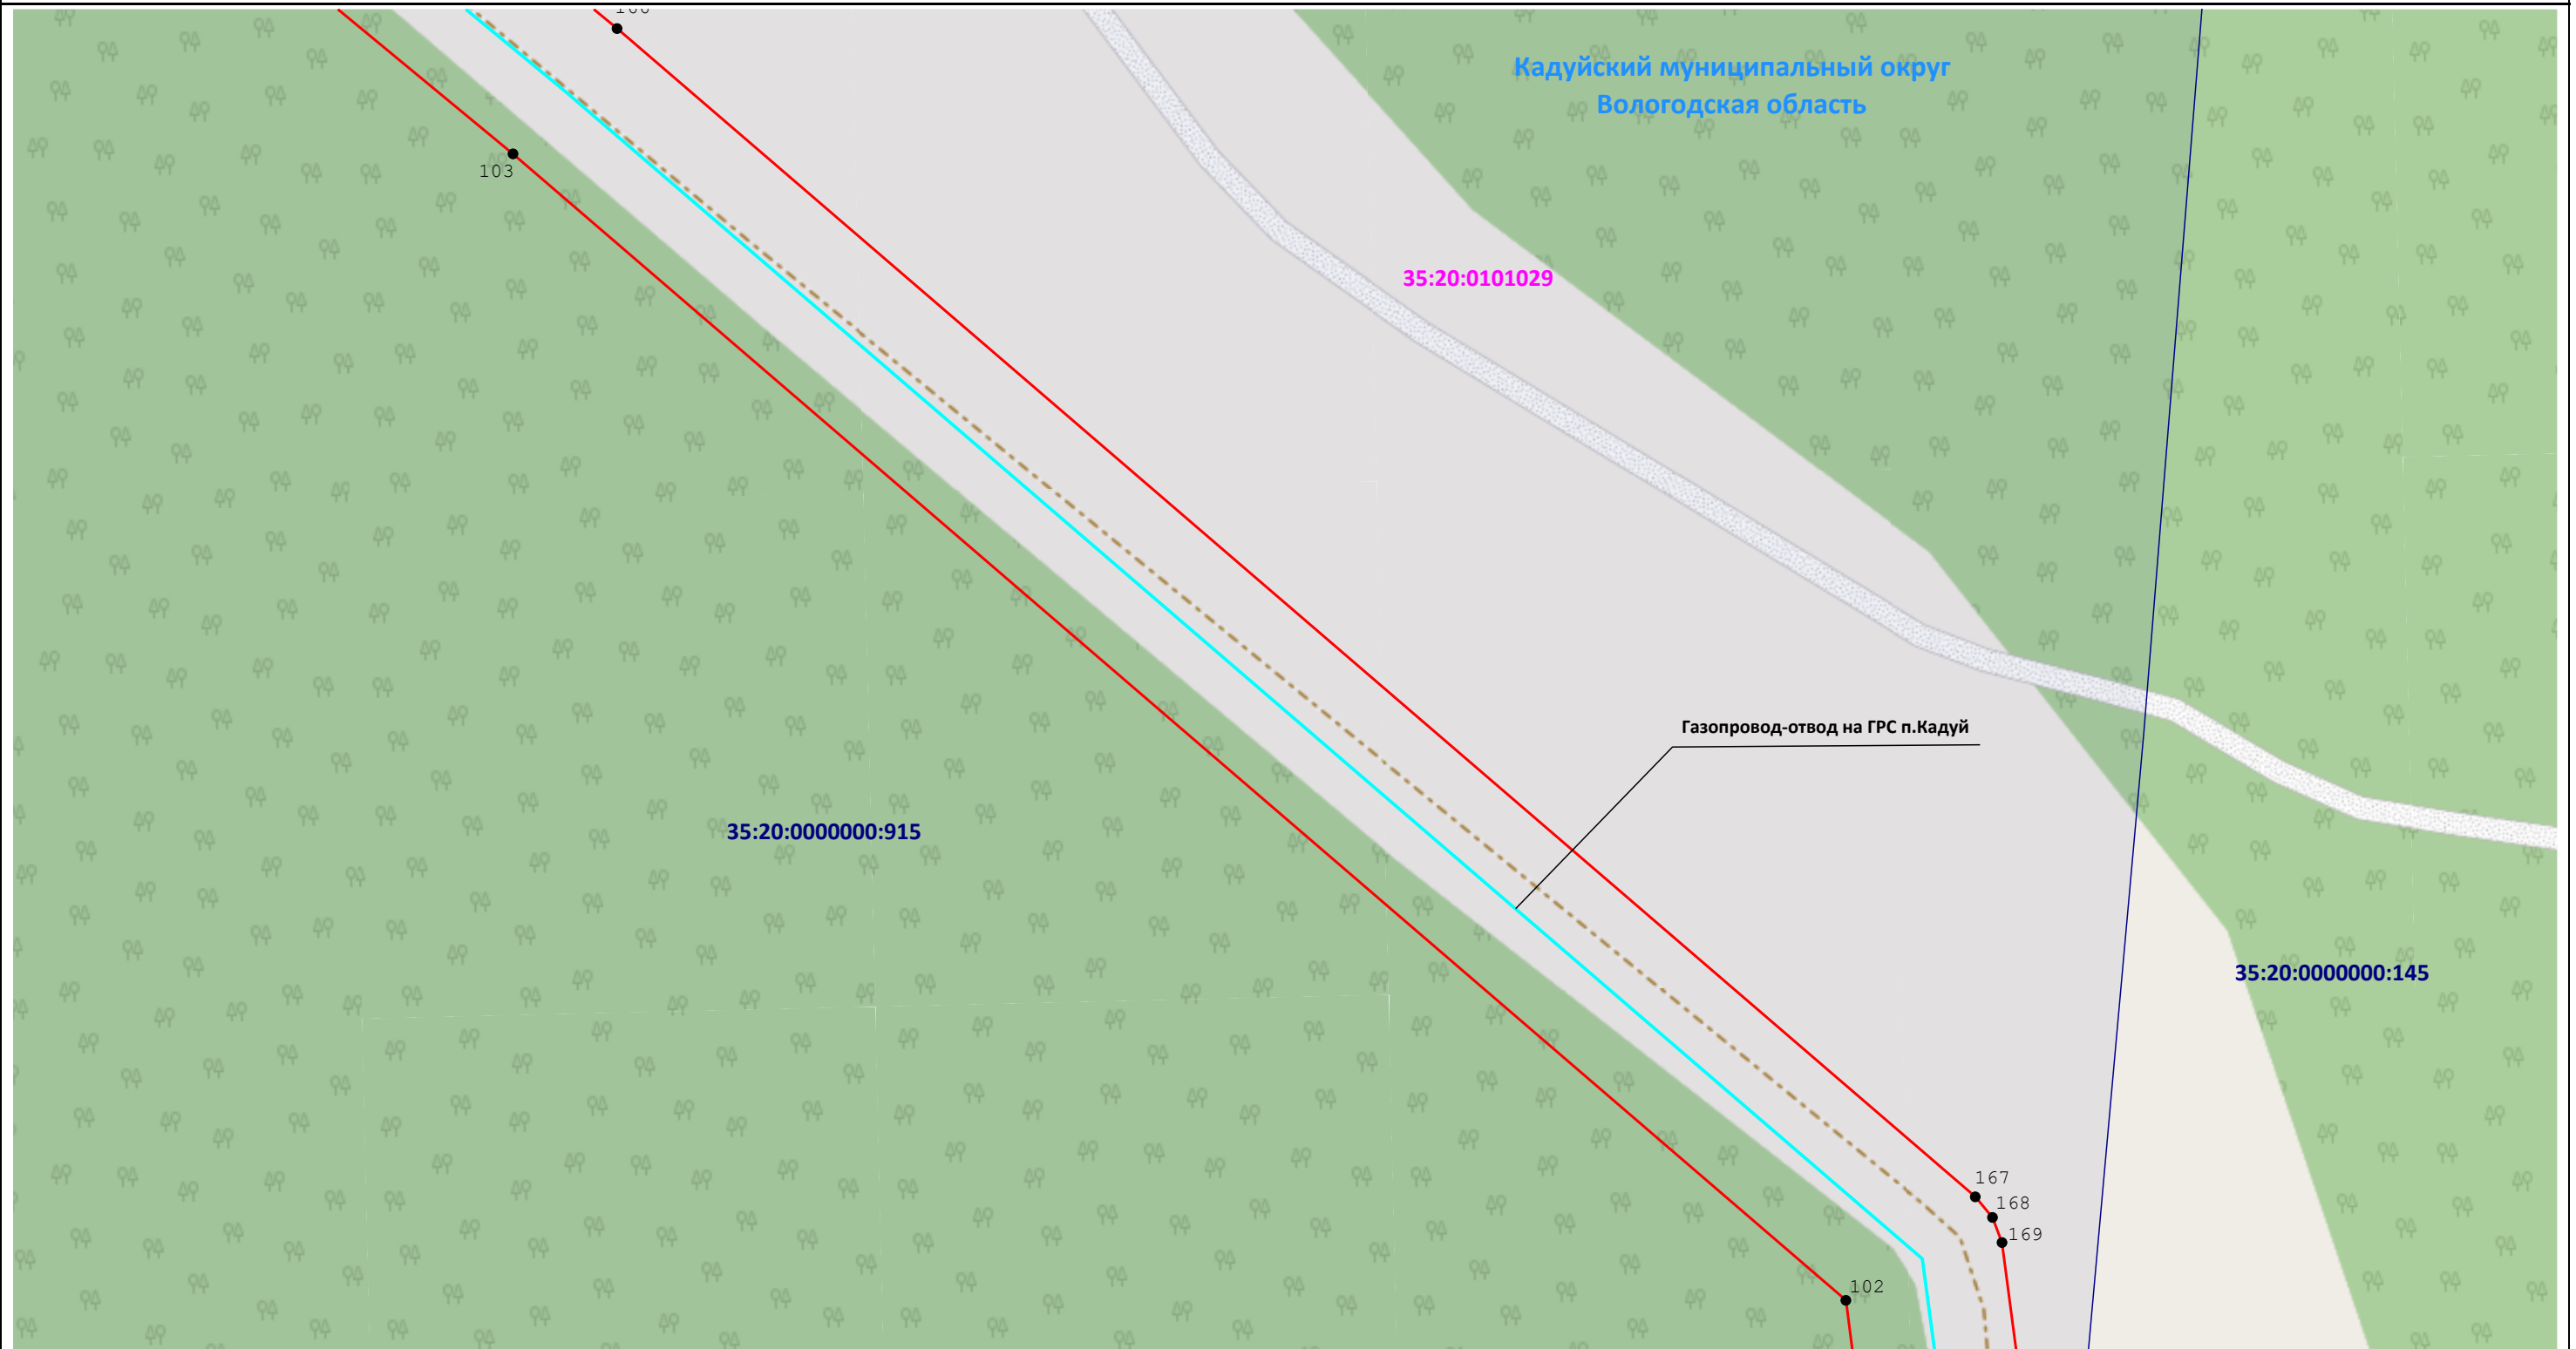 Кадуйский муниципальный округ
Вологодская область
103
35:20:0101029
Газопровод-отвод на ГРС п.Кадуй
35:20:0000000:915
35:20:0000000:145
167
168
169
102